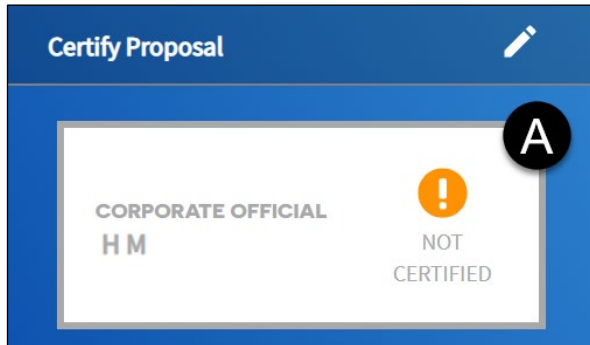 Certify Proposal
A
CORPORATE OFFICIAL
H M
!
NOT
CERTIFIED